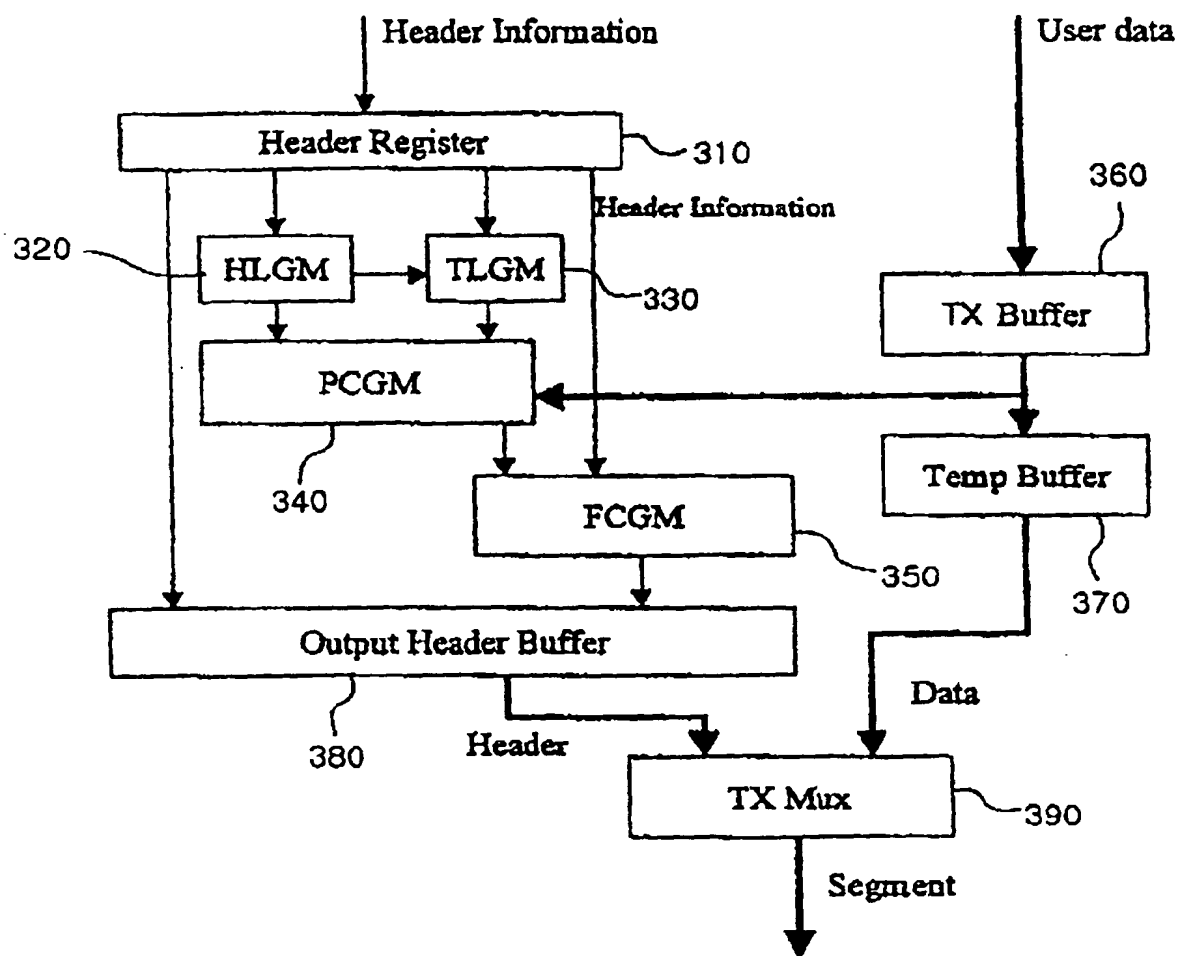 Header Information
User data
Header Register
310
Header Information
360
320
HLGM
TLGM
330
TX Buffer
PCGM
340
Temp Buffer
FCGM
350
370
Output Header Buffer
380
Header
Data
TX Mux
390
Segment